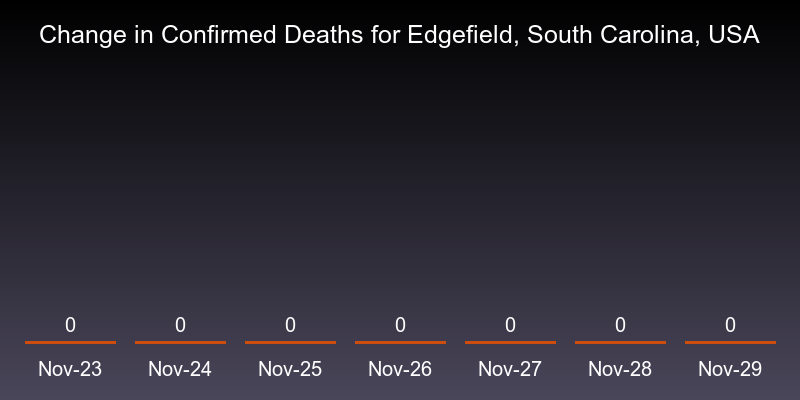 Change in Confirmed Deaths for Edgefield, South Carolina, USA
0 0 0 0 0 0 0
Nov-23 Nov-24 Nov-25 Nov-26 Nov-27 Nov-28 Nov-29